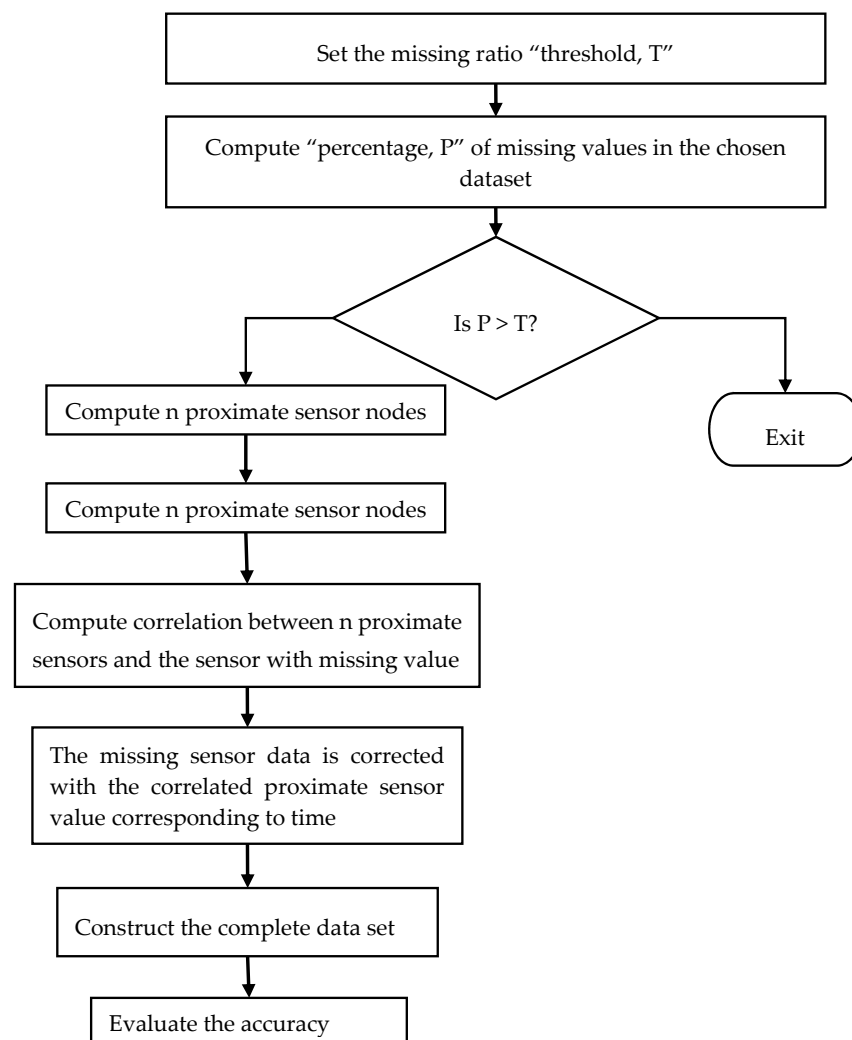 Set the missing ratio “threshold, T”
Compute “percentage, P” of missing values in the chosen
dataset
Is P > T?
Compute n proximate sensor nodes
Exit
Compute n proximate sensor nodes
Compute correlation between n proximate
sensors and the sensor with missing value
The missing sensor data is corrected
with the correlated proximate sensor
value corresponding to time
Construct the complete data set
Evaluate the accuracy